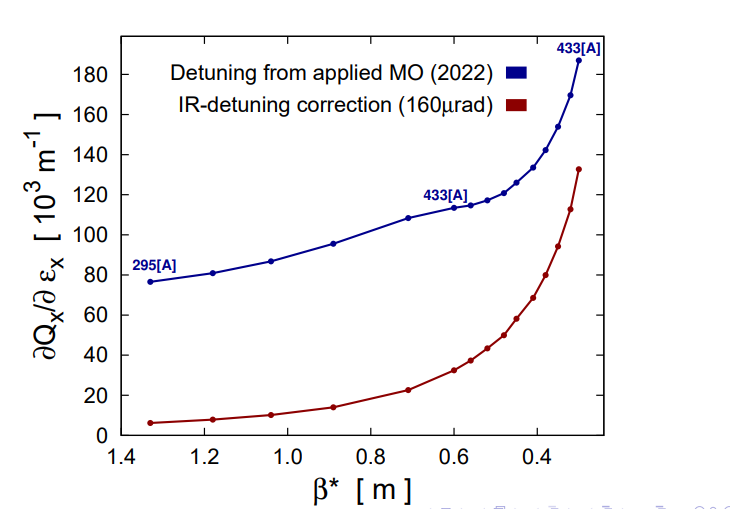 433[A]
Detuning from applied MO (2022)
IR-detuning correction (160μrad)
433[A]
295[A]
∂Qx/∂ εx [ 10³ m⁻¹ ]
180
160
140
120
100
80
60
40
20
0
1.4 1.2 1.0 0.8 0.6 0.4
β* [ m ]